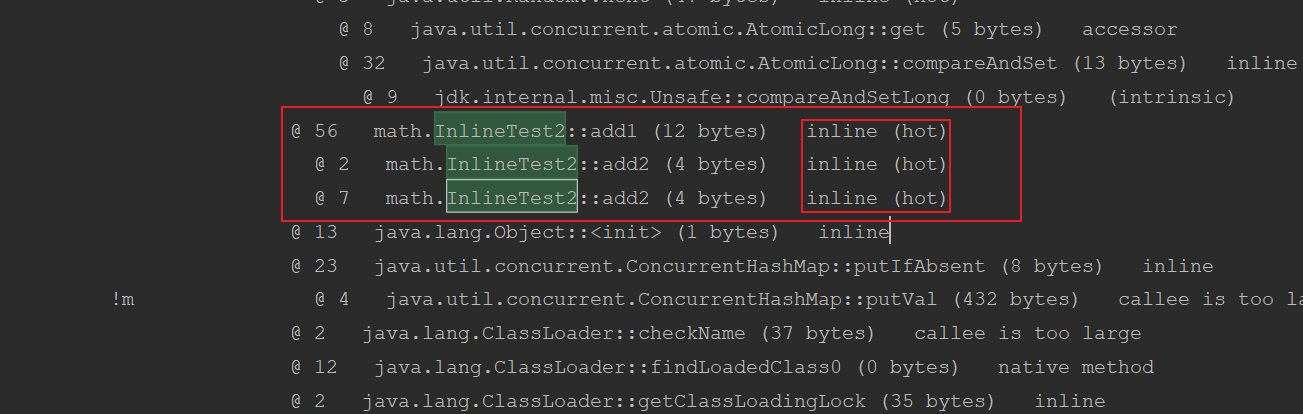 @ 8 java.util.concurrent.atomic.AtomicLong::get (5 bytes) accessor
@ 32 java.util.concurrent.atomic.AtomicLong::compareAndSet (13 bytes) inline
@ 9 jdk.internal.misc.Unsafe::compareAndSetLong (0 bytes) (intrinsic)
@ 56 math.InlineTest2::add1 (12 bytes) inline (hot)
@ 2 math.InlineTest2::add2 (4 bytes) inline (hot)
@ 7 math.InlineTest2::add2 (4 bytes) inline (hot)
@ 13 java.lang.Object::<init> (1 bytes) inline
@ 23 java.util.concurrent.ConcurrentHashMap::putIfAbsent (8 bytes) inline
!m @ 4 java.util.concurrent.ConcurrentHashMap::putVal (432 bytes) callee is too la
@ 2 java.lang.ClassLoader::checkName (37 bytes) callee is too large
@ 12 java.lang.ClassLoader::findLoadedClass0 (0 bytes) native method
@ 2 java.lang.ClassLoader::getClassLoadingLock (35 bytes) inline